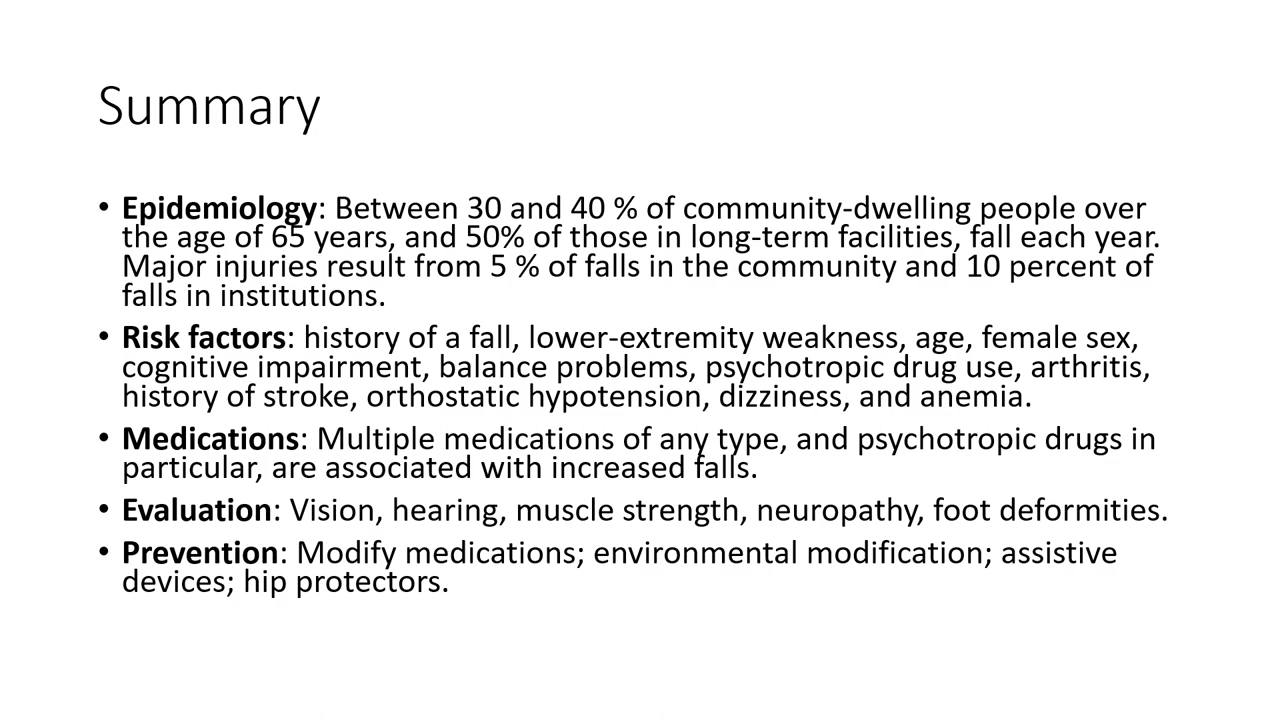 Summary
• Epidemiology: Between 30 and 40 % of community-dwelling people over
the age of 65 years, and 50% of those in long-term facilities, fall each year.
Major injuries result from 5 % of falls in the community and 10 percent of
falls in institutions.
• Risk factors: history of a fall, lower-extremity weakness, age, female sex,
cognitive impairment, balance problems, psychotropic drug use, arthritis,
history of stroke, orthostatic hypotension, dizziness, and anemia.
• Medications: Multiple medications of any type, and psychotropic drugs in
particular, are associated with increased falls.
• Evaluation: Vision, hearing, muscle strength, neuropathy, foot deformities.
• Prevention: Modify medications; environmental modification; assistive
devices; hip protectors.